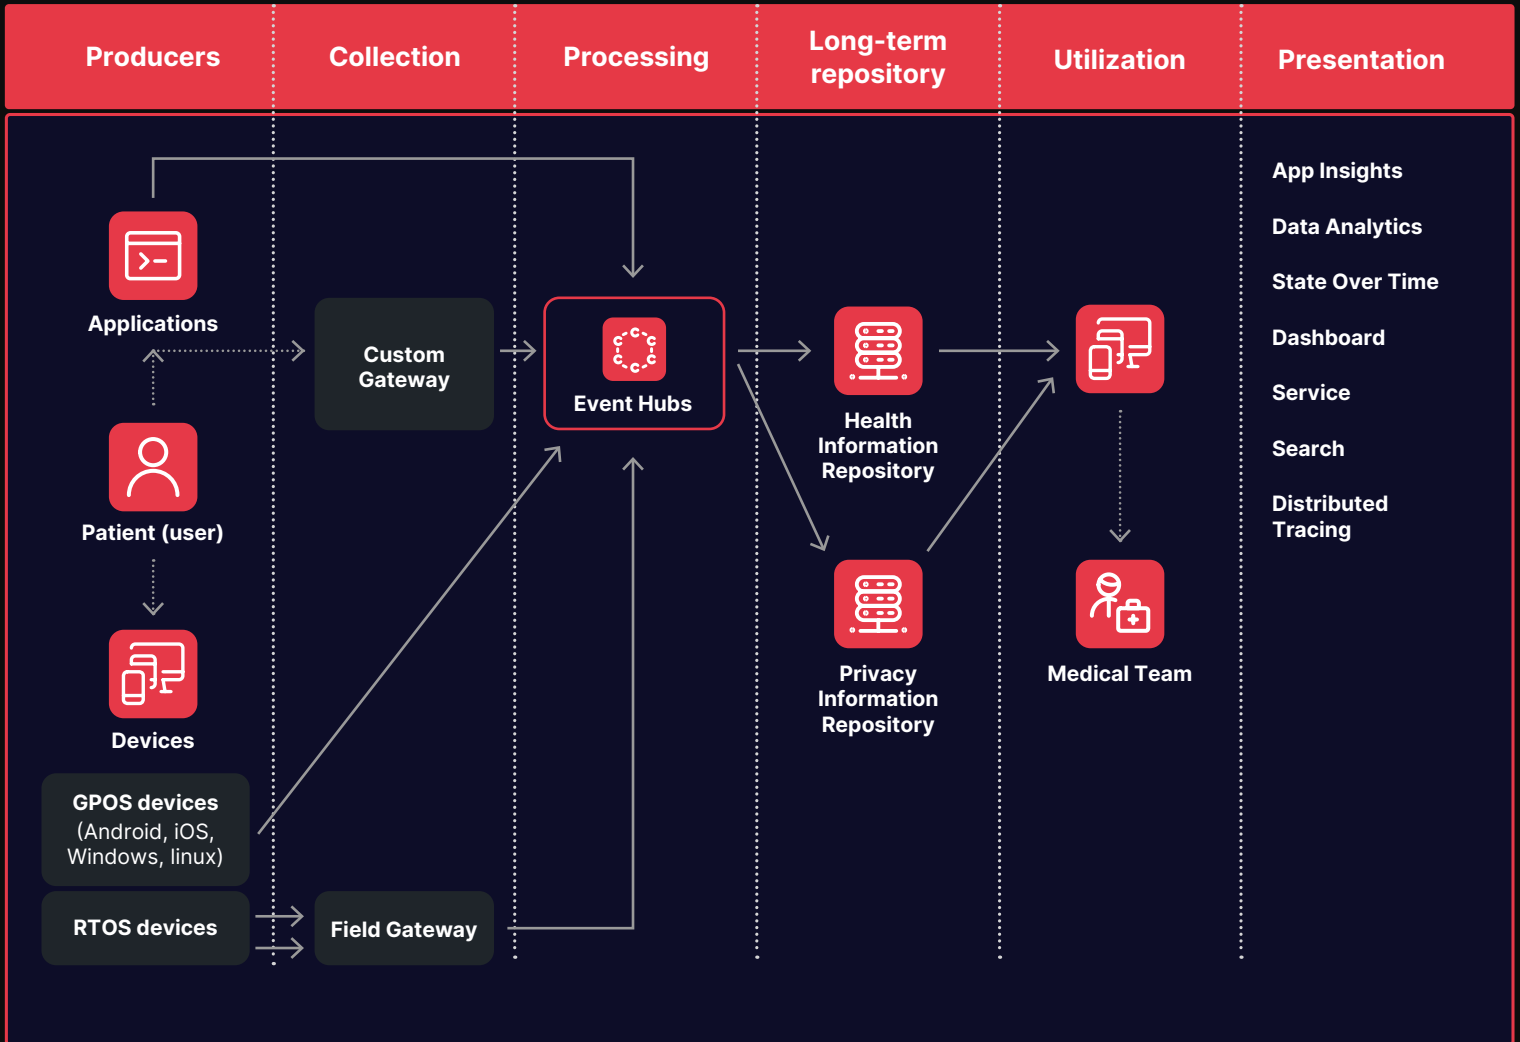 Producers
Collection
Processing
Long-term
repository
Utilization
Presentation
Applications
Patient (user)
Devices
GPOS devices
(Android, iOS,
Windows, linux)
RTOS devices
Custom
Gateway
Field Gateway
Event Hubs
Health
Information
Repository
Privacy
Information
Repository
Medical Team
App Insights
Data Analytics
State Over Time
Dashboard
Service
Search
Distributed
Tracing